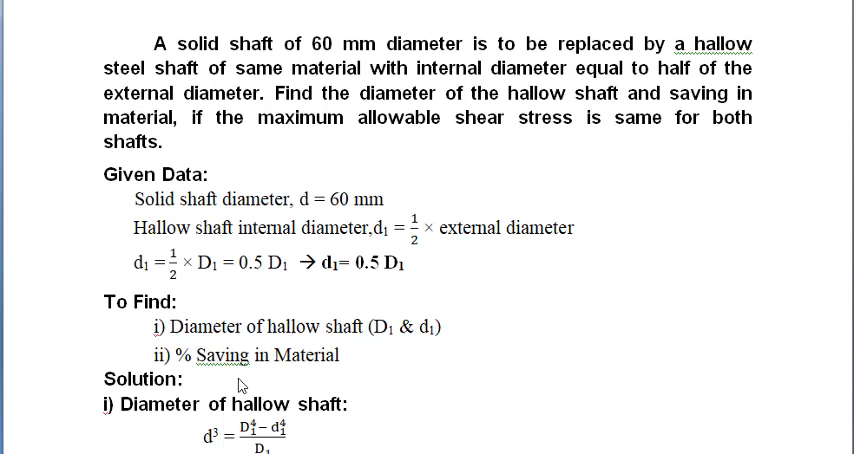 A solid shaft of 60 mm diameter is to be replaced by a hallow
steel shaft of same material with internal diameter equal to half of the
external diameter. Find the diameter of the hallow shaft and saving in
material, if the maximum allowable shear stress is same for both
shafts.
Given Data:
Solid shaft diameter, d = 60 mm
Hallow shaft internal diameter,d₁ = 1/2 × external diameter
d₁ = 1/2 × D₁ = 0.5 D₁ → d₁= 0.5 D₁
To Find:
i) Diameter of hallow shaft (D₁ & d₁)
ii) % Saving in Material
Solution:
i) Diameter of hallow shaft:
d³ = D₁⁴ − d₁⁴ / D₁